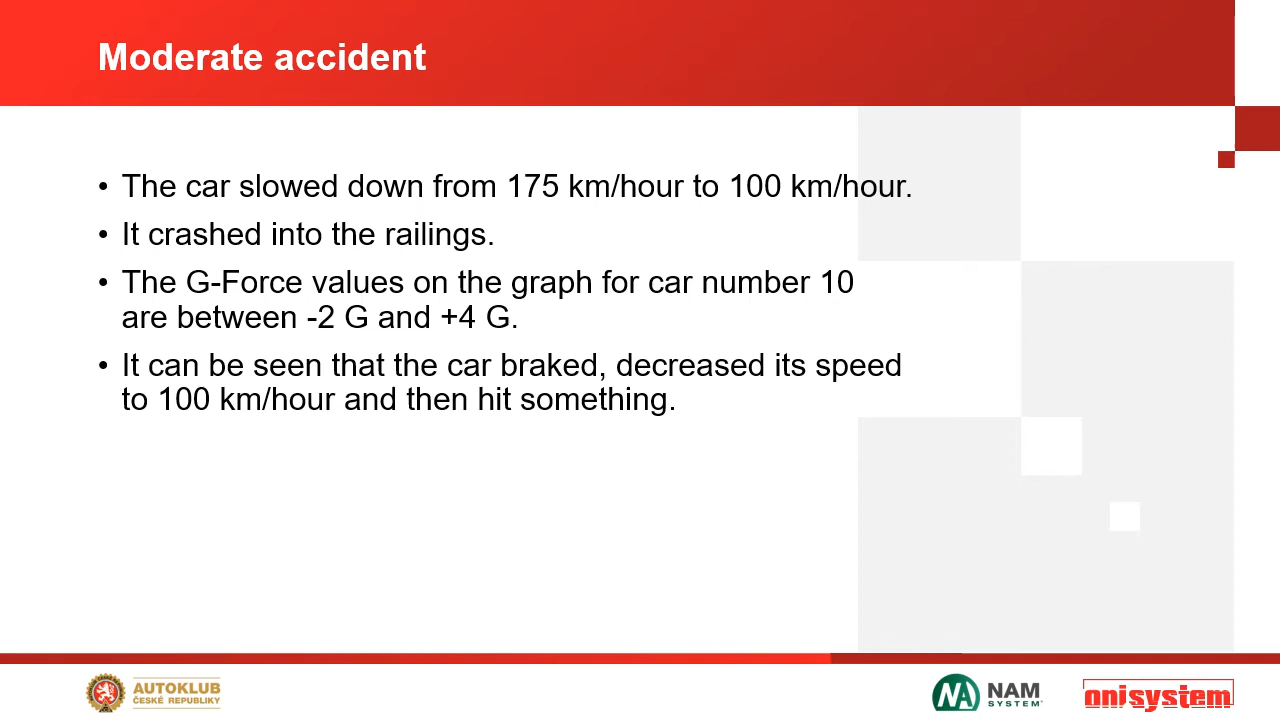 Moderate accident
• The car slowed down from 175 km/hour to 100 km/hour.
• It crashed into the railings.
• The G-Force values on the graph for car number 10
are between -2 G and +4 G.
• It can be seen that the car braked, decreased its speed
to 100 km/hour and then hit something.
AUTOKLUB
ČESKÉ REPUBLIKY
NAM
SYSTEM
onisystem